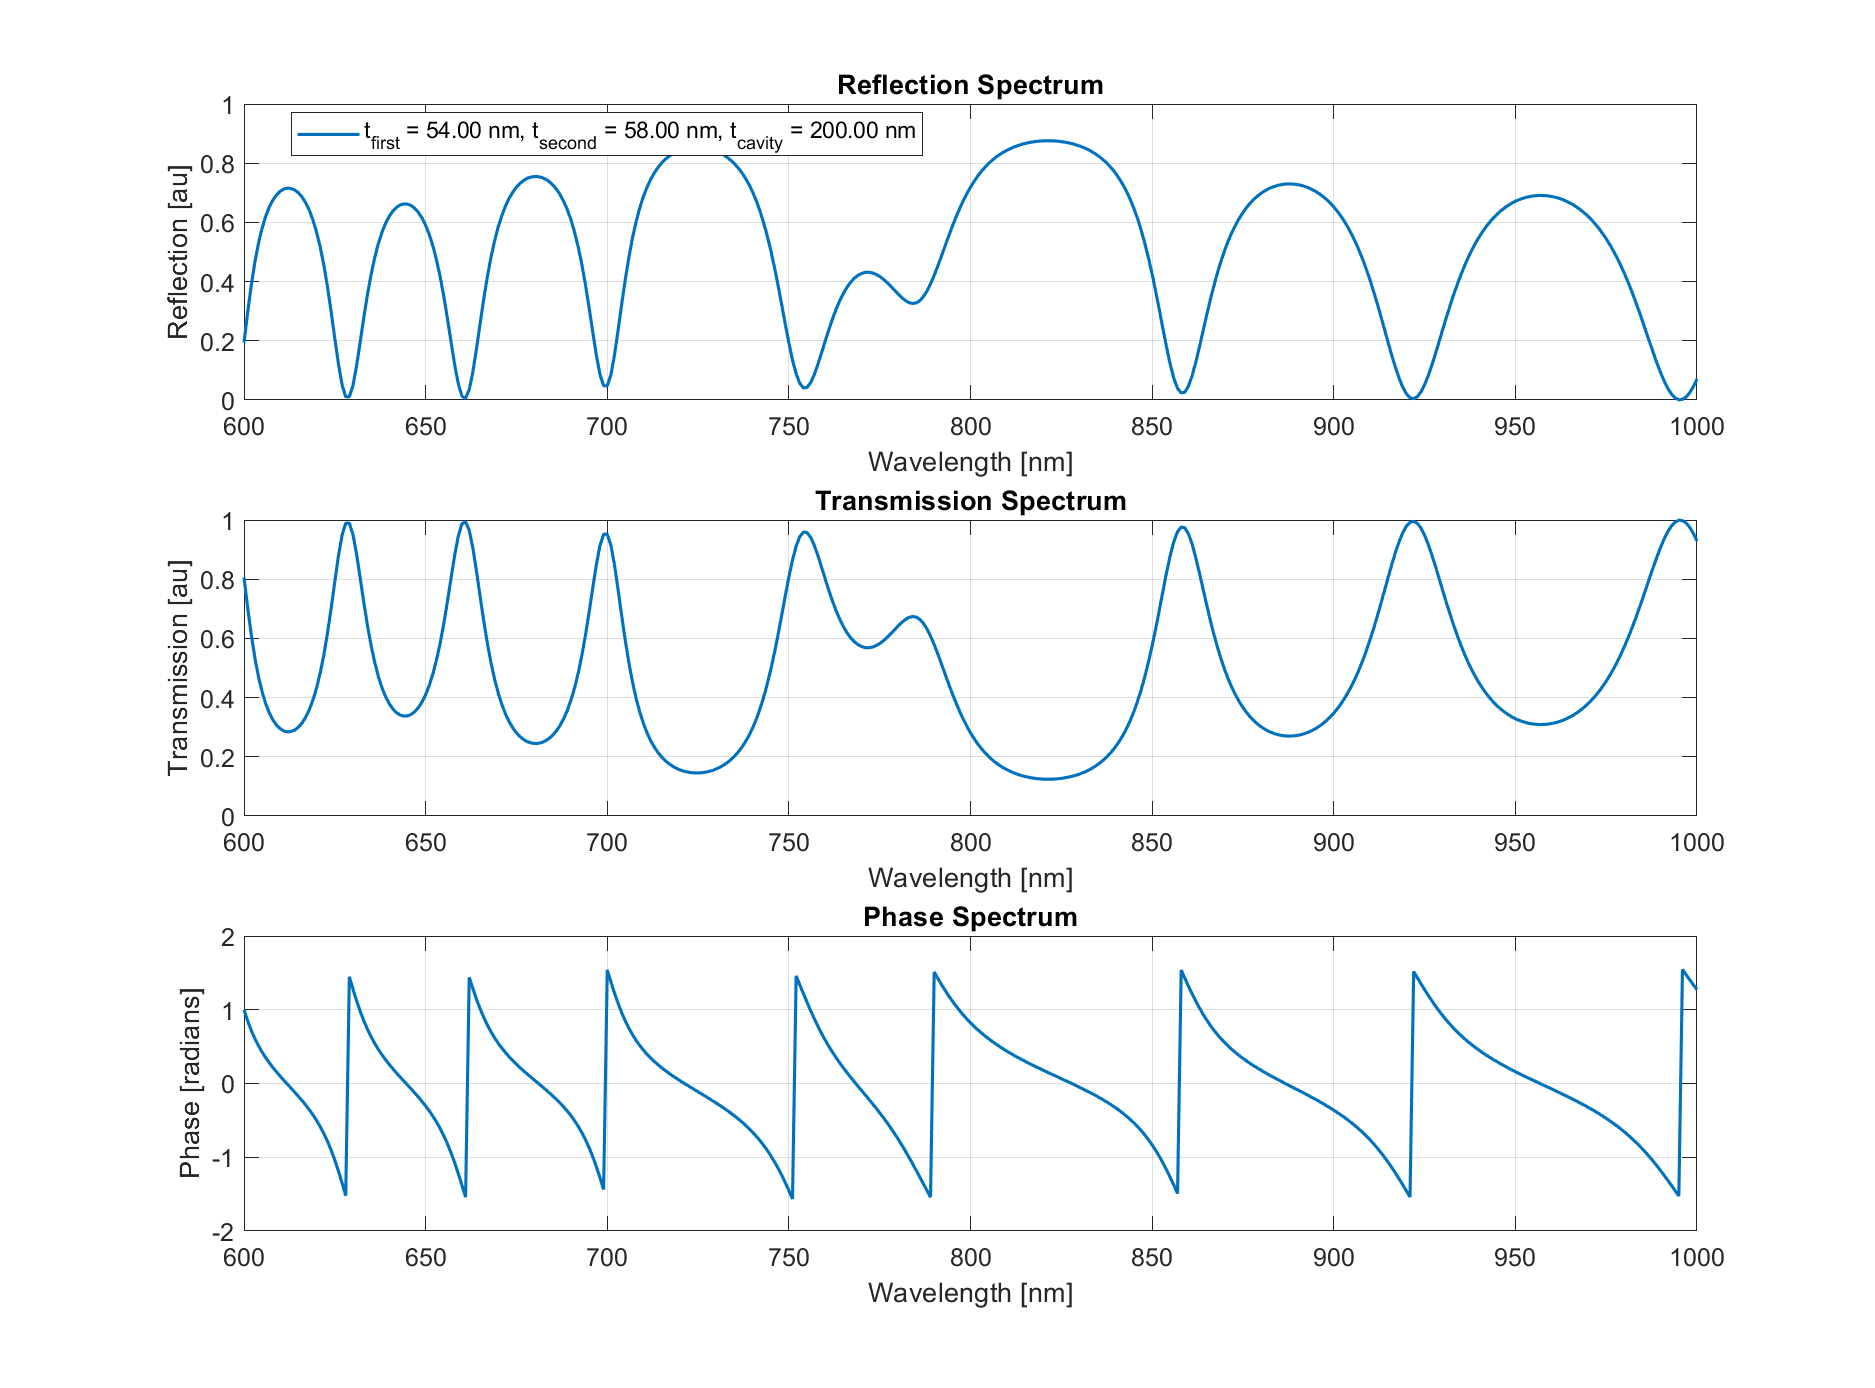 Reflection Spectrum
t_first = 54.00 nm, t_second = 58.00 nm, t_cavity = 200.00 nm
Reflection [au]
1
0.8
0.6
0.4
0.2
0
600 650 700 750 800 850 900 950 1000
Wavelength [nm]
Transmission Spectrum
Transmission [au]
1
0.8
0.6
0.4
0.2
0
600 650 700 750 800 850 900 950 1000
Wavelength [nm]
Phase Spectrum
Phase [radians]
2
1
0
-1
-2
600 650 700 750 800 850 900 950 1000
Wavelength [nm]